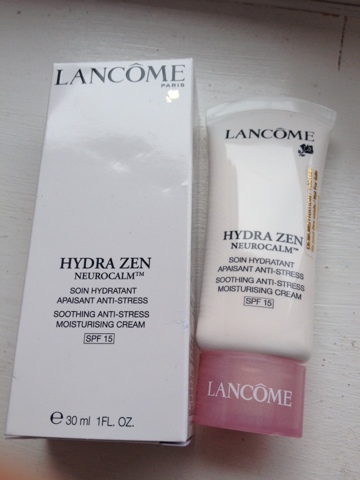 LANCÔME
PARIS
HYDRA ZEN
NEUROCALM™
SOIN HYDRATANT
APAISANT ANTI-STRESS
SOOTHING ANTI-STRESS
MOISTURISING CREAM
SPF 15
e 30 ml 1FL. OZ.
LANCÔME
HYDRA ZEN
NEUROCALM™
SOIN HYDRATANT
APAISANT ANTI-STRESS
SOOTHING ANTI-STRESS
MOISTURISING CREAM
SPF 15
LANCÔME